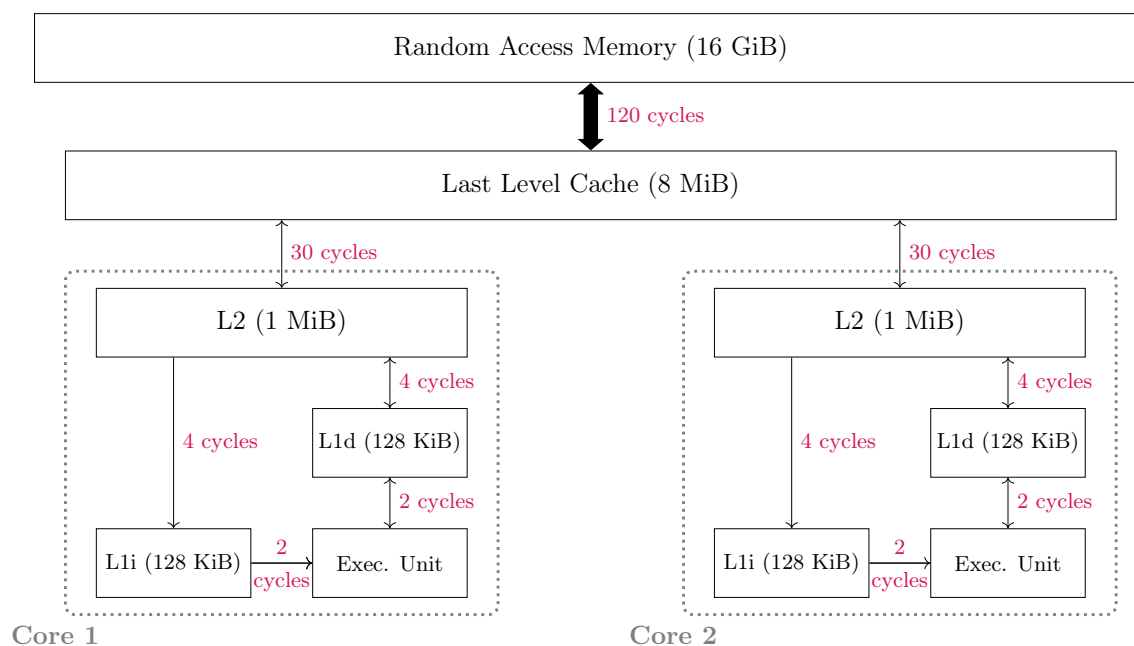 Random Access Memory (16 GiB)
120 cycles
Last Level Cache (8 MiB)
30 cycles
30 cycles
L2 (1 MiB)
4 cycles
L1d (128 KiB)
4 cycles
2 cycles
L1i (128 KiB)
2
cycles
Exec. Unit
Core 1
L2 (1 MiB)
4 cycles
L1d (128 KiB)
4 cycles
2 cycles
L1i (128 KiB)
2
cycles
Exec. Unit
Core 2